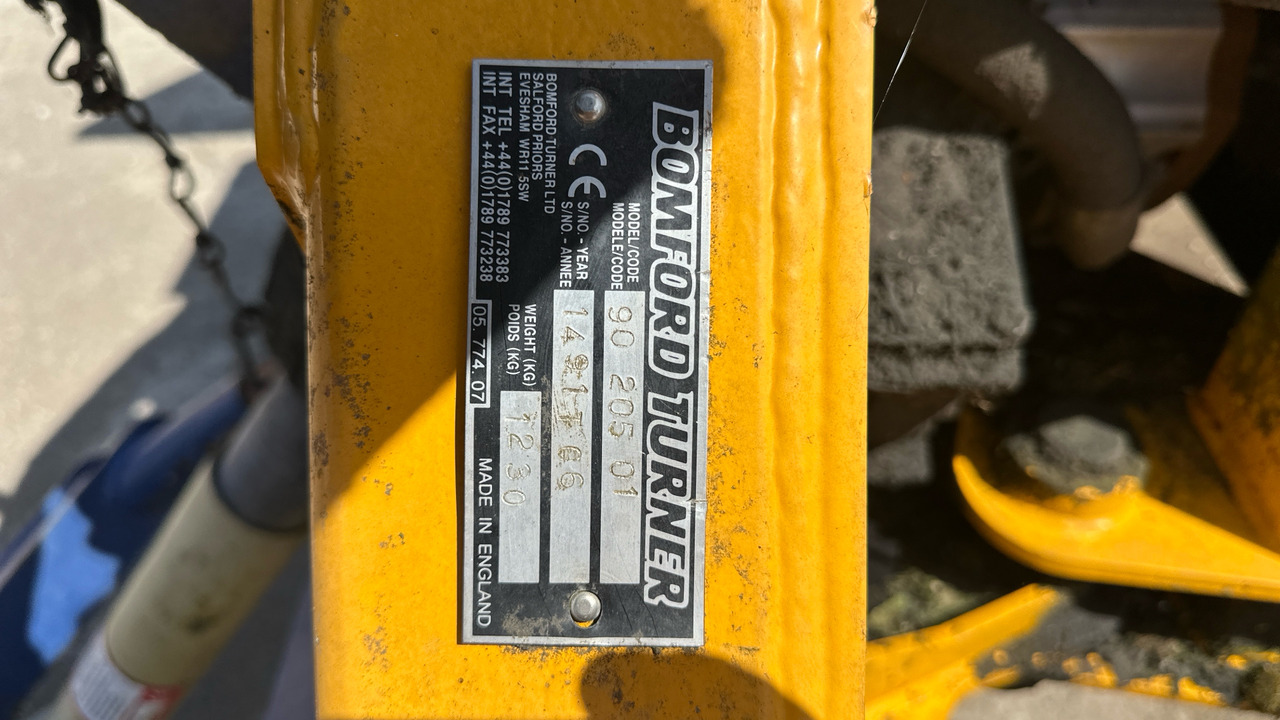 BOMFORD TURNER
MODEL/CODE
MODELE/CODE
90 205 01
CE
S/NO. - YEAR
S/NO. - ANNEE
WEIGHT (KG)
POIDS (KG)
1230
BOMFORD TURNER LTD
SALFORD PRIORS
EVESHAM WR11 5SW
INT TEL +44(0)1789 773383
INT FAX +44(0)1789 773238
05. 774. 07
MADE IN ENGLAND